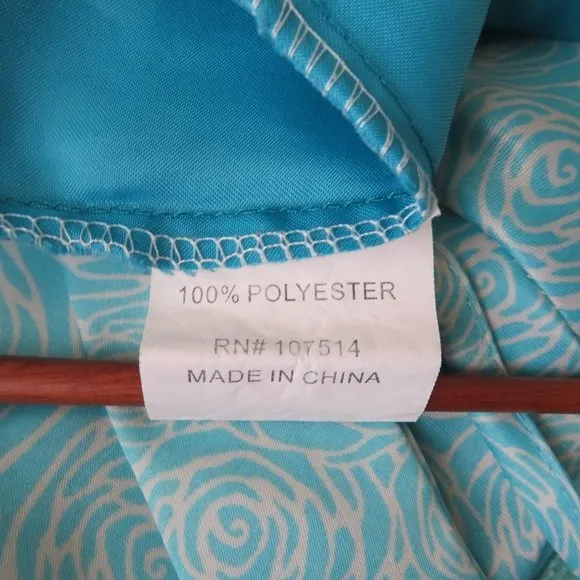 100% POLYESTER
RN# 107514
MADE IN CHINA